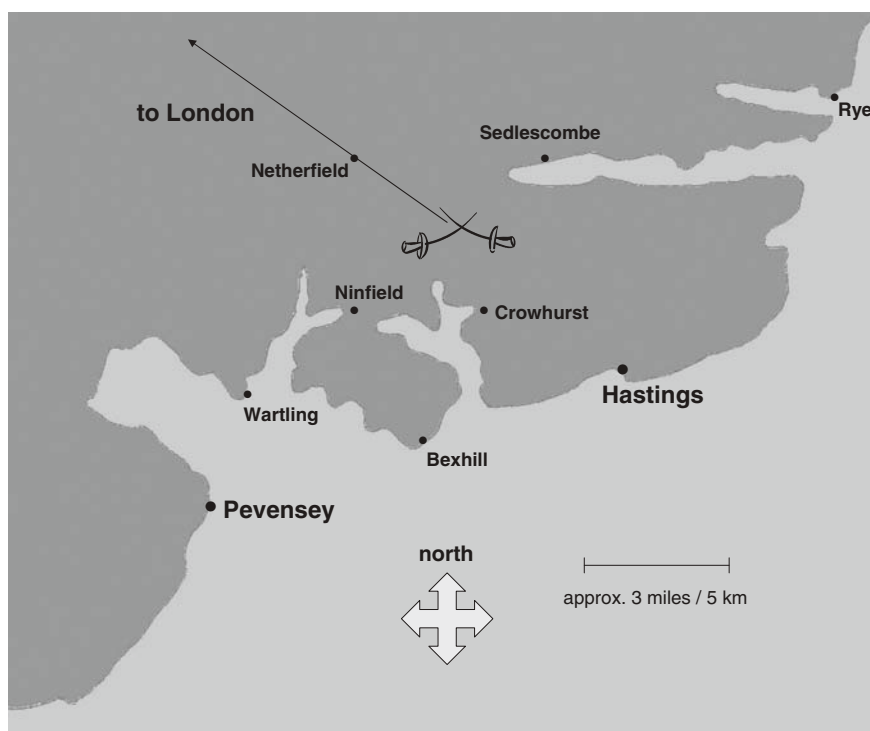 to London
Rye
Sedlescombe
Netherfield
Ninfield
Crowhurst
Hastings
Wartling
Bexhill
Pevensey
north
approx. 3 miles / 5 km